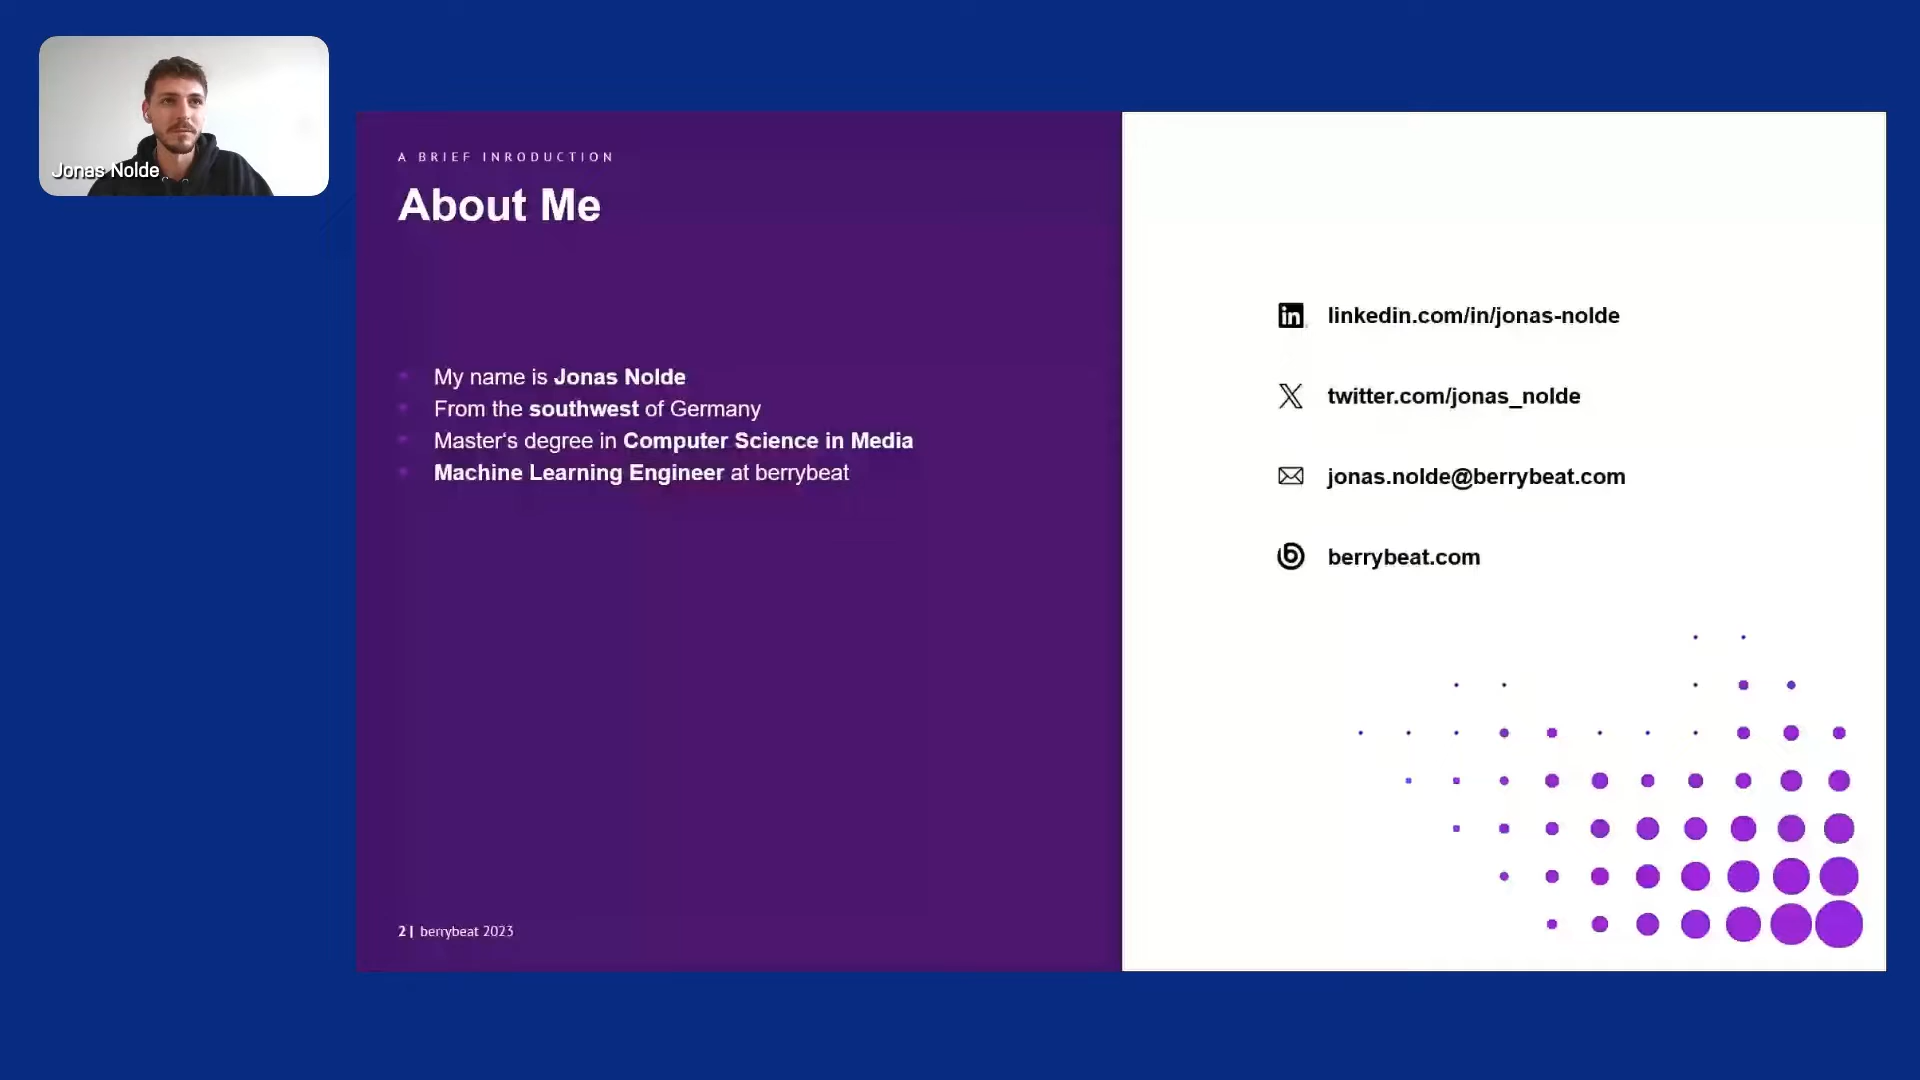 Jonas Nolde
A BRIEF INRODUCTION
About Me
My name is Jonas Nolde
From the southwest of Germany
Master‘s degree in Computer Science in Media
Machine Learning Engineer at berrybeat
2 | berrybeat 2023
in
linkedin.com/in/jonas-nolde
twitter.com/jonas_nolde
jonas.nolde@berrybeat.com
berrybeat.com